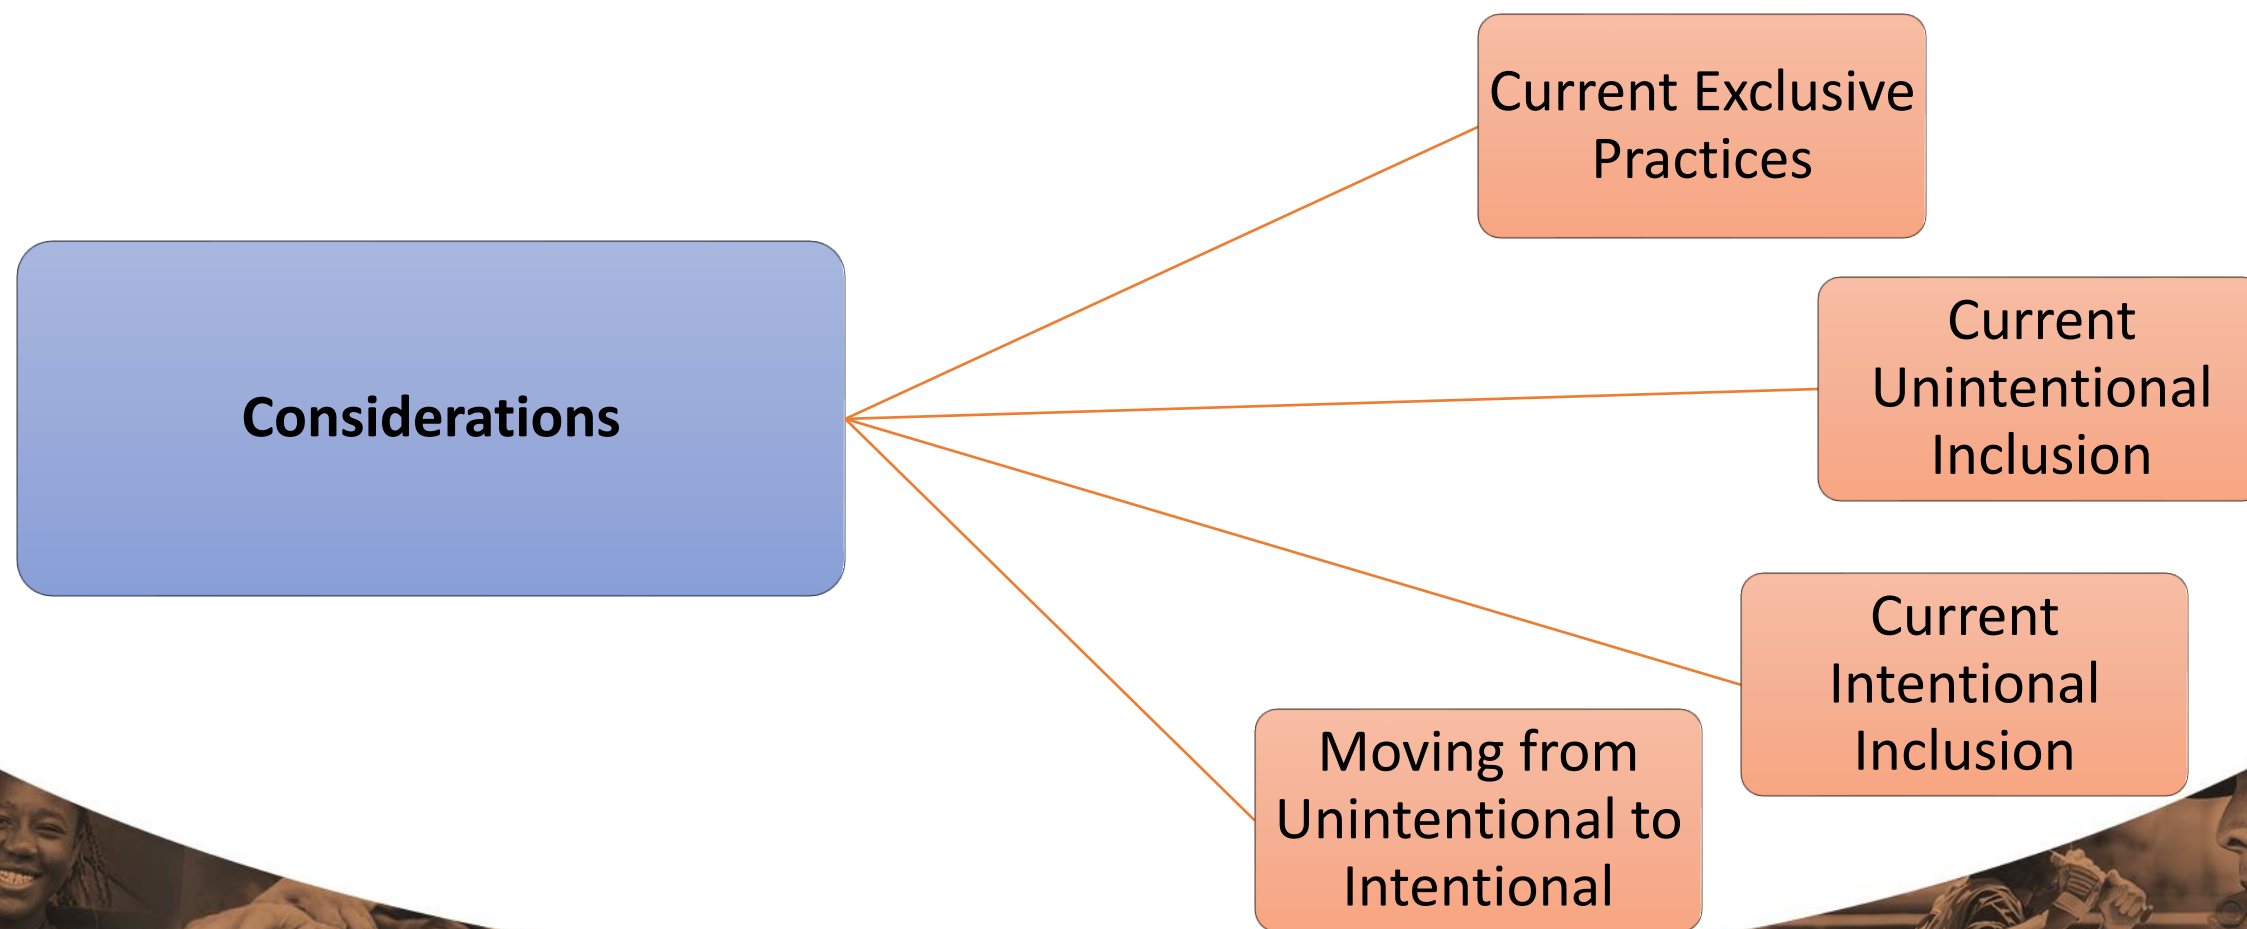 Considerations
Current Exclusive
Practices
Current
Unintentional
Inclusion
Current
Intentional
Inclusion
Moving from
Unintentional to
Intentional